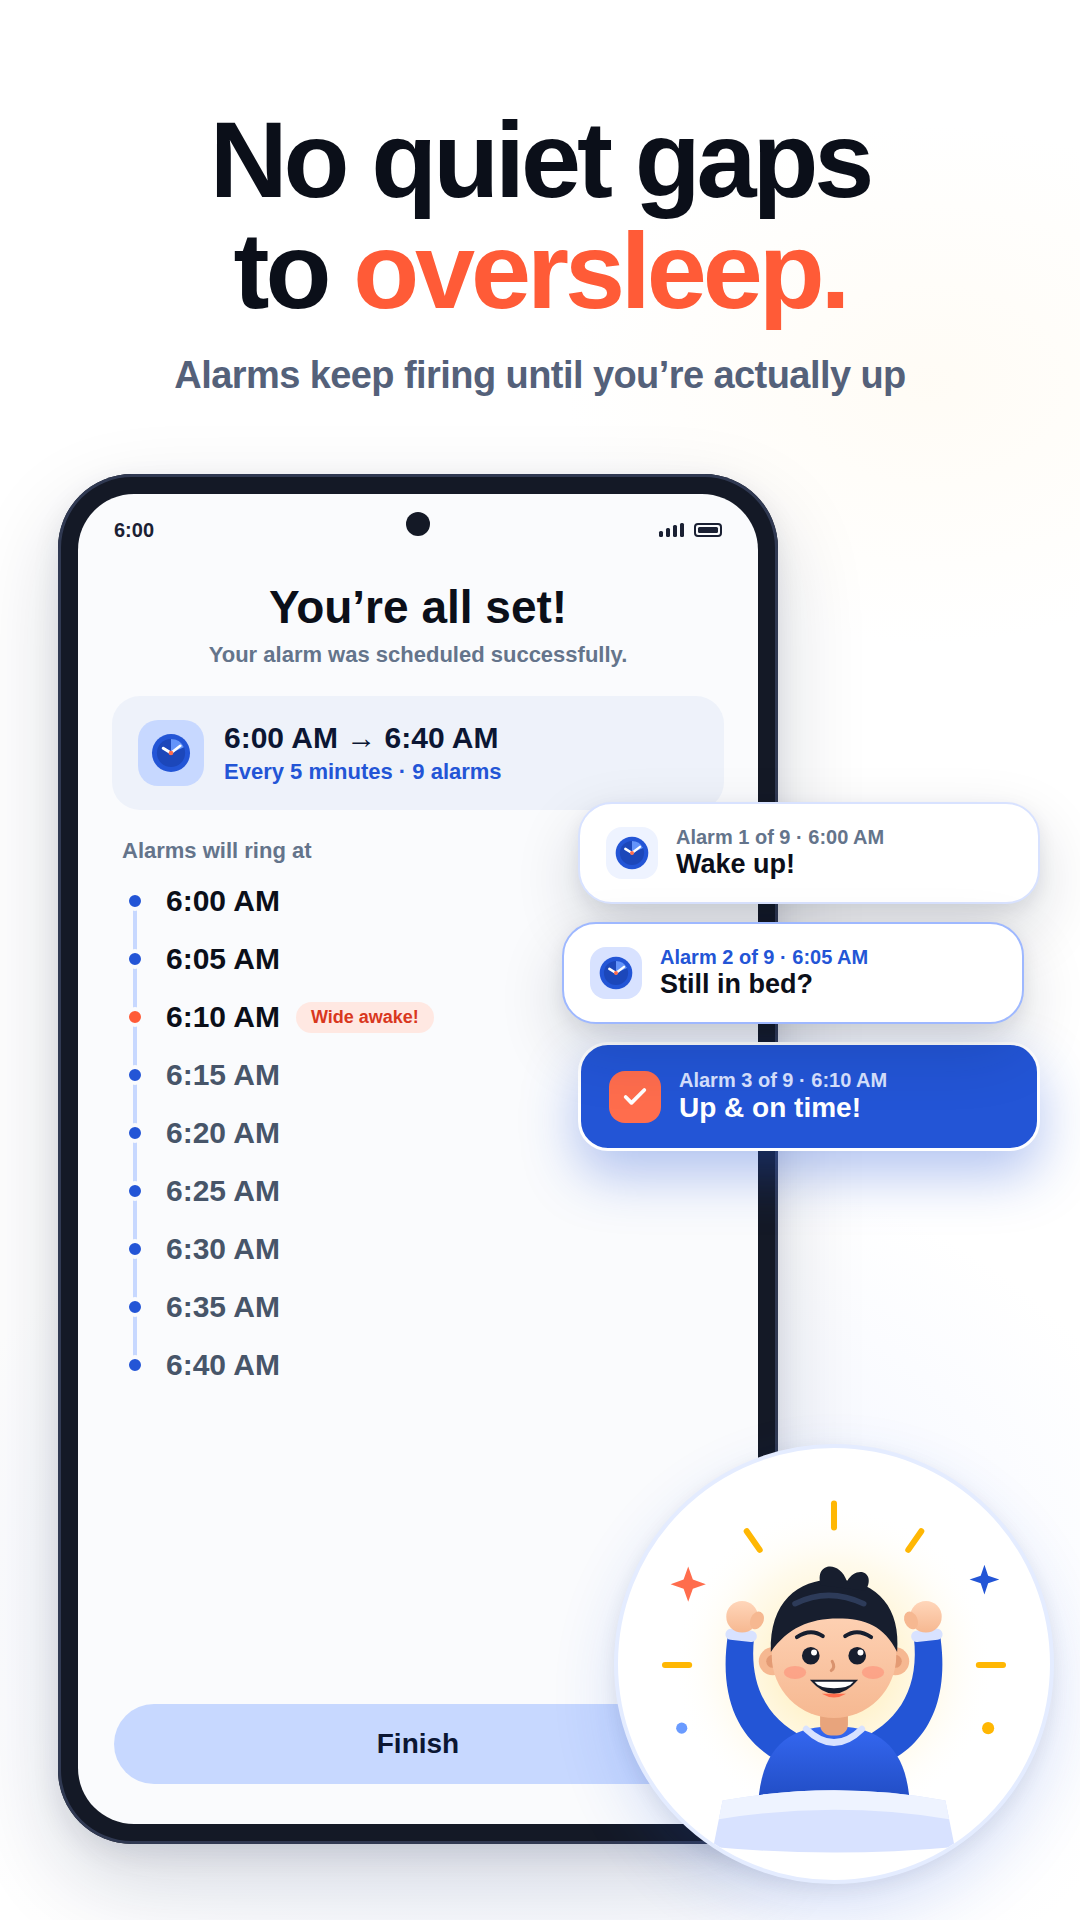 No quiet gaps
to oversleep.
Alarms keep firing until you’re actually up
6:00
You’re all set!
Your alarm was scheduled successfully.
6:00 AM → 6:40 AM
Every 5 minutes · 9 alarms
Alarms will ring at
6:00 AM
6:05 AM
6:10 AM Wide awake!
6:15 AM
6:20 AM
6:25 AM
6:30 AM
6:35 AM
6:40 AM
Alarm 1 of 9 · 6:00 AM
Wake up!
Alarm 2 of 9 · 6:05 AM
Still in bed?
Alarm 3 of 9 · 6:10 AM
Up & on time!
Finish